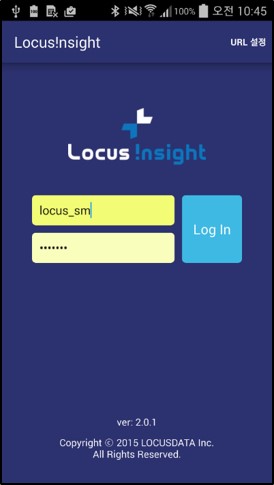 100% 오전 10:45
Locus!nsight URL 설정
Locus !nsight
locus_sm
•••••••
Log In
ver: 2.0.1
Copyright ⓒ 2015 LOCUSDATA Inc.
All Rights Reserved.